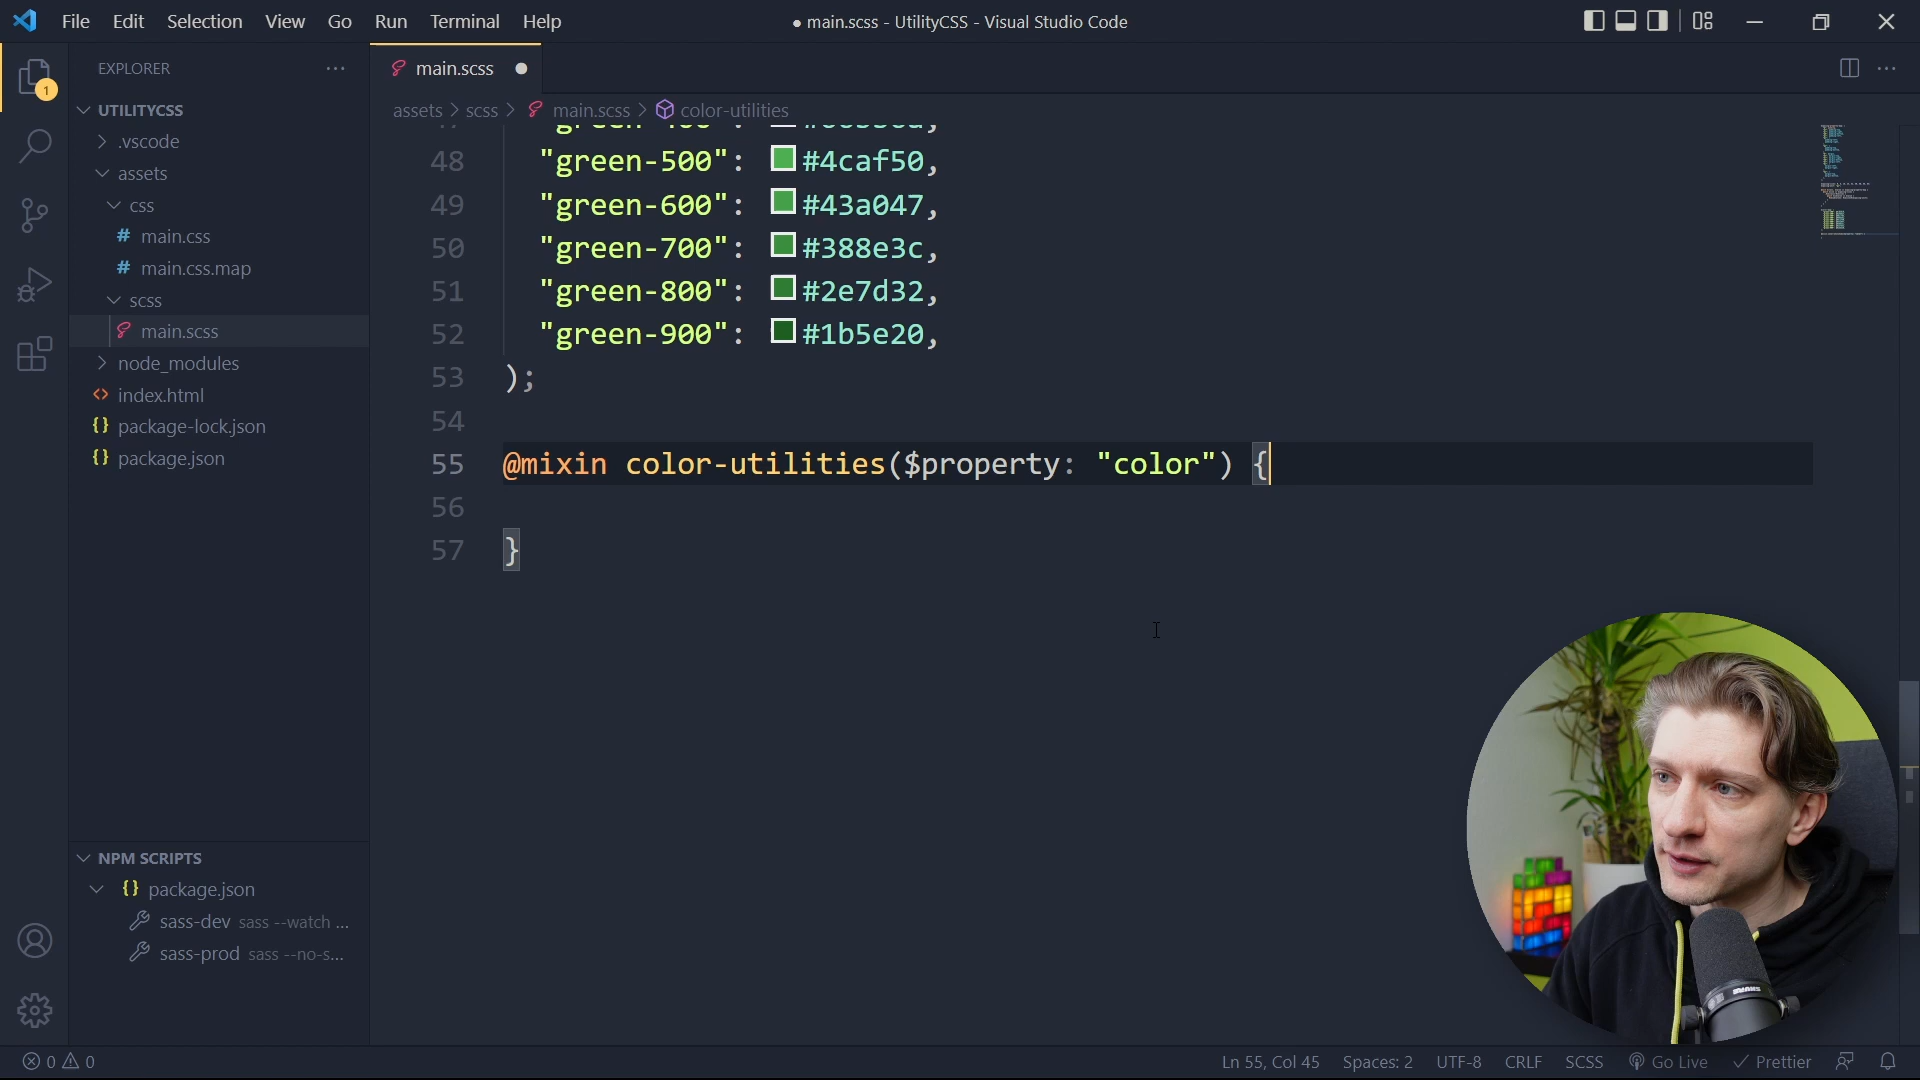 File Edit Selection View Go Run Terminal Help
● main.scss - UtilityCSS - Visual Studio Code
EXPLORER ···
1
UTILITYCSS
.vscode
assets
css
# main.css
# main.css.map
scss
main.scss
node_modules
<> index.html
{} package-lock.json
{} package.json
NPM SCRIPTS
{} package.json
sass-dev sass --watch ...
sass-prod sass --no-s...
main.scss ●
assets > scss > main.scss > color-utilities
48 "green-500": #4caf50,
49 "green-600": #43a047,
50 "green-700": #388e3c,
51 "green-800": #2e7d32,
52 "green-900": #1b5e20,
53 );
54
55 @mixin color-utilities($property: "color") {
56
57 }
SHURE
0 0
Ln 55, Col 45 Spaces: 2 UTF-8 CRLF SCSS Go Live Prettier